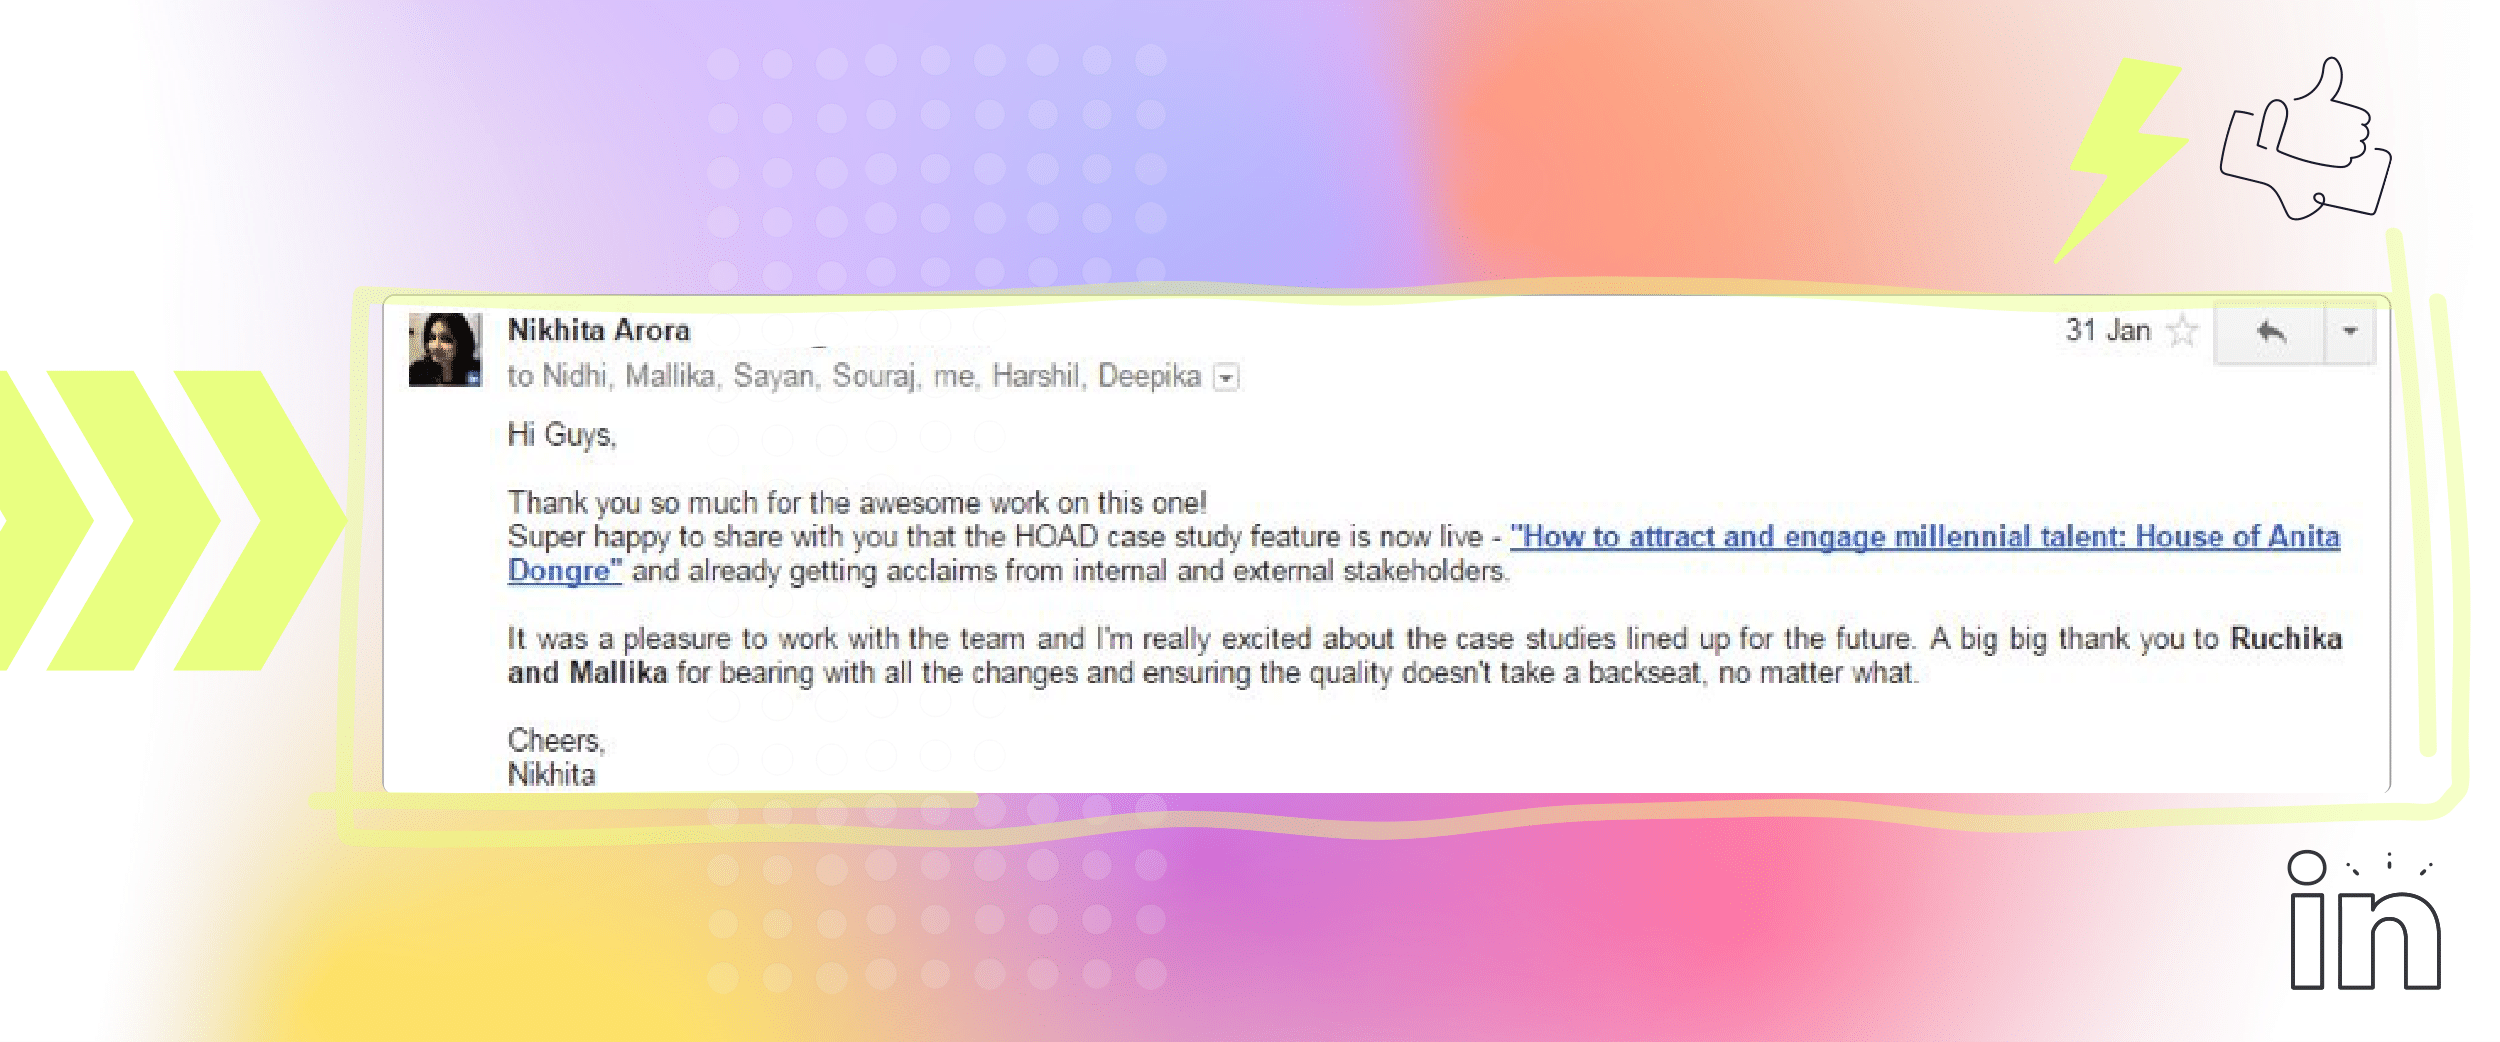 Nikhita Arora
31 Jan
to Nidhi, Mallika, Sayan, Souraj, me, Harshil, Deepika
Hi Guys,
Thank you so much for the awesome work on this one!
Super happy to share with you that the HOAD case study feature is now live - "How to attract and engage millennial talent: House of Anita
Dongre" and already getting acclaims from internal and external stakeholders.
It was a pleasure to work with the team and I'm really excited about the case studies lined up for the future. A big big thank you to Ruchika
and Mallika for bearing with all the changes and ensuring the quality doesn't take a backseat, no matter what.
Cheers,
Nikhita
in